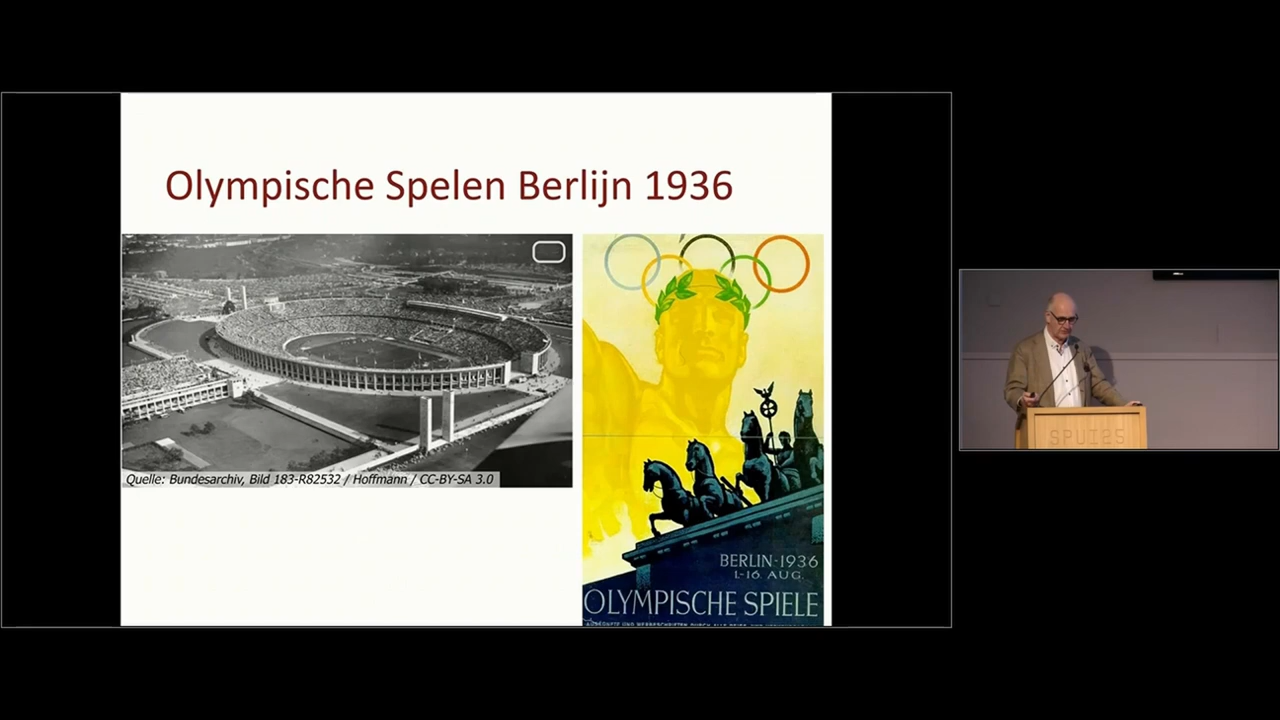 Olympische Spelen Berlijn 1936
Quelle: Bundesarchiv, Bild 183-R82532 / Hoffmann / CC-BY-SA 3.0
BERLIN·1936
1.-16. AUG.
OLYMPISCHE SPIELE
SPUI25